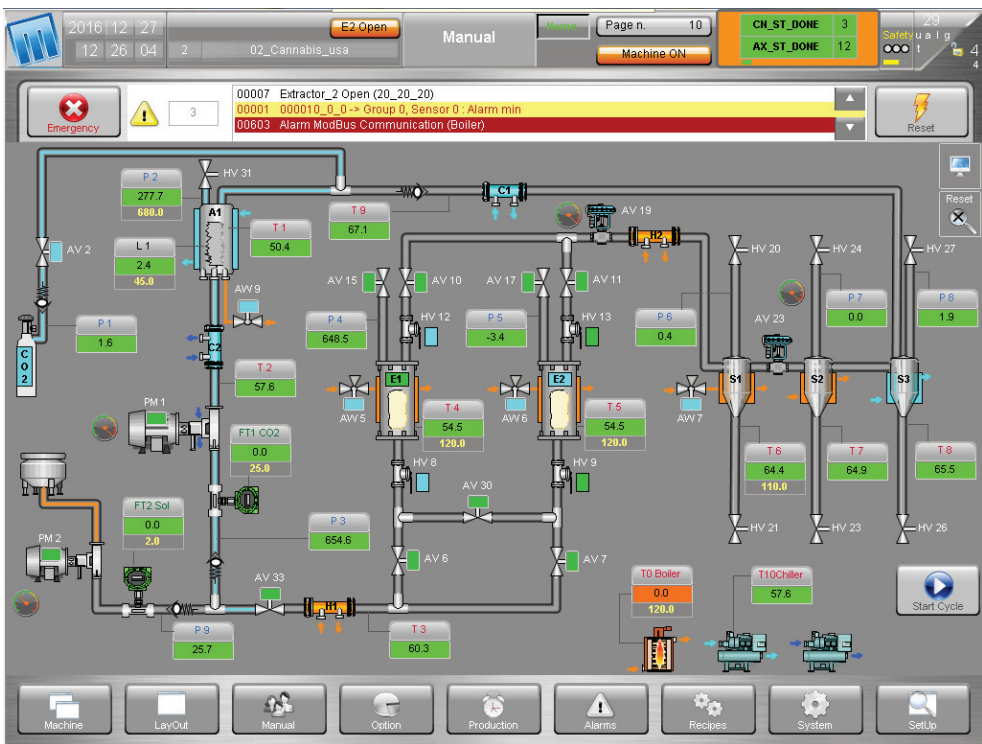 2016 12 27
12 26 04 2 02_Cannabis_usa
E2 Open
Manual
Home
Page n. 10
Machine ON
CN_ST_DONE 3
AX_ST_DONE 12
29
Safety u a l g
t
4
4
Emergency
3
00007 Extractor_2 Open (20_20_20)
00001 000010_0_0 -> Group 0, Sensor 0 : Alarm min
00603 Alarm ModBus Communication (Boiler)
Reset
Reset
P 2
277.7
680.0
HV 31
A1
T 1
50.4
L 1
2.4
45.0
AV 2
P 1
1.6
CO2
AW 9
C2
T 2
57.6
T 9
67.1
C1
AV 19
H2
AV 15
AV 10
AV 17
AV 11
HV 12
HV 13
P 4
648.5
P 5
-3.4
P 6
0.4
HV 20
HV 24
HV 27
P 7
0.0
P 8
1.9
AV 23
E1
E2
S1
S2
S3
AW 5
AW 6
AW 7
T 4
54.5
120.0
T 5
54.5
120.0
T 6
64.4
110.0
T 7
64.9
T 8
65.5
PM 1
FT1 CO2
0.0
25.0
HV 8
HV 9
AV 30
FT2 Sol
0.0
2.0
PM 2
P 3
654.6
AV 6
AV 7
HV 21
HV 23
HV 26
AV 33
H1
P 9
25.7
T 3
60.3
T0 Boiler
0.0
120.0
T10Chiller
57.6
Start Cycle
Machine
LayOut
Manual
Option
Production
Alarms
Recipes
System
SetUp